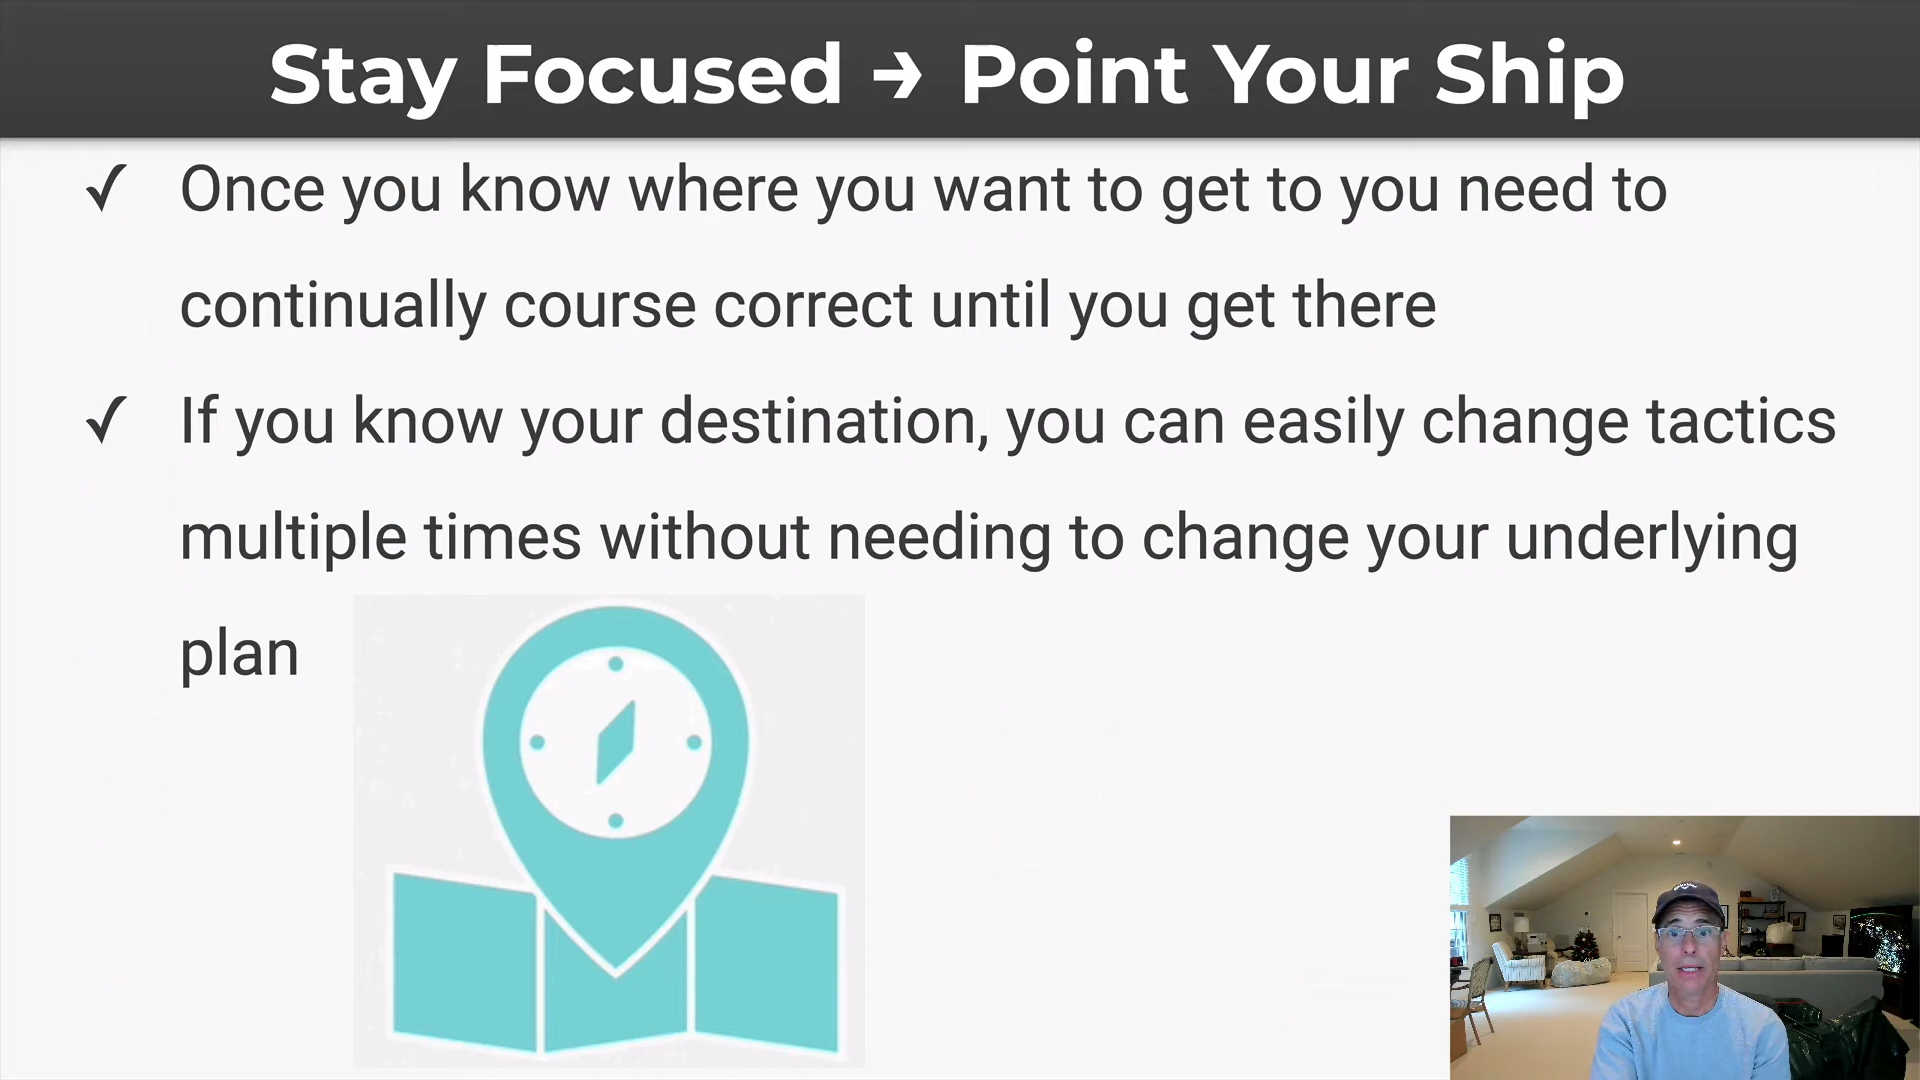 Stay Focused → Point Your Ship
✓ Once you know where you want to get to you need to
continually course correct until you get there
✓ If you know your destination, you can easily change tactics
multiple times without needing to change your underlying
plan